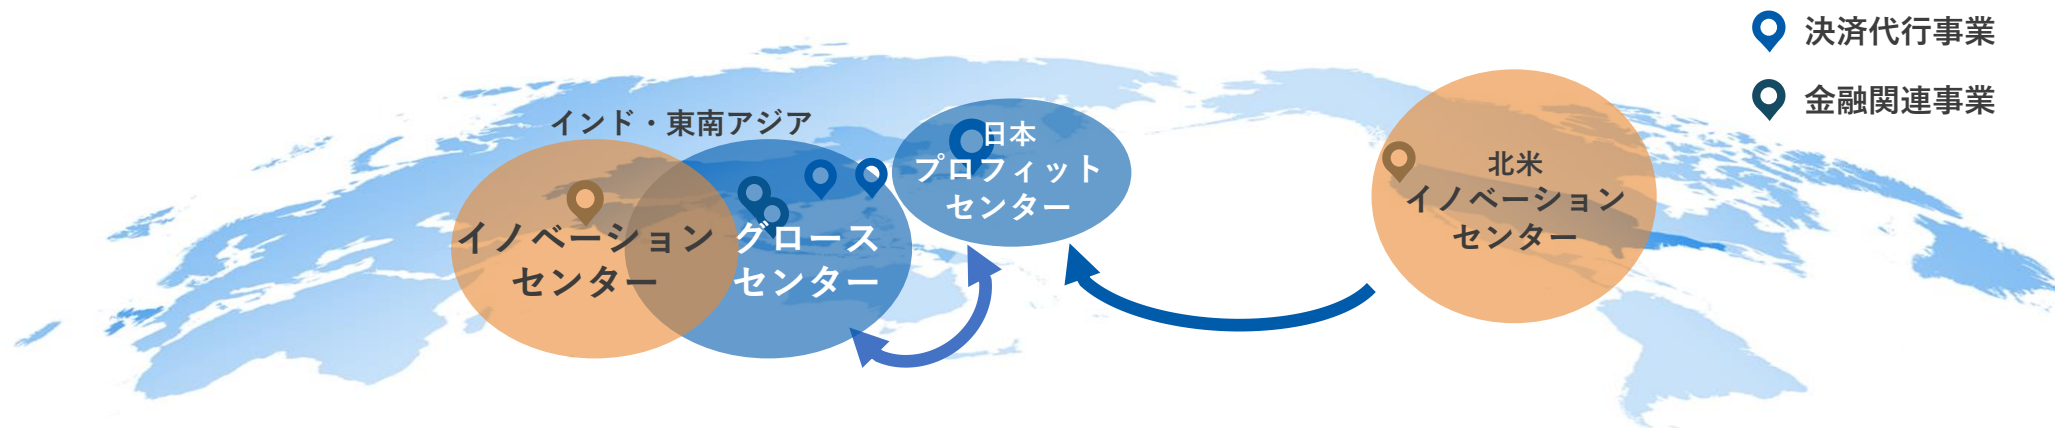 決済代行事業
金融関連事業
インド・東南アジア
イノベーション
センター
グロース
センター
日本
プロフィット
センター
北米
イノベーション
センター